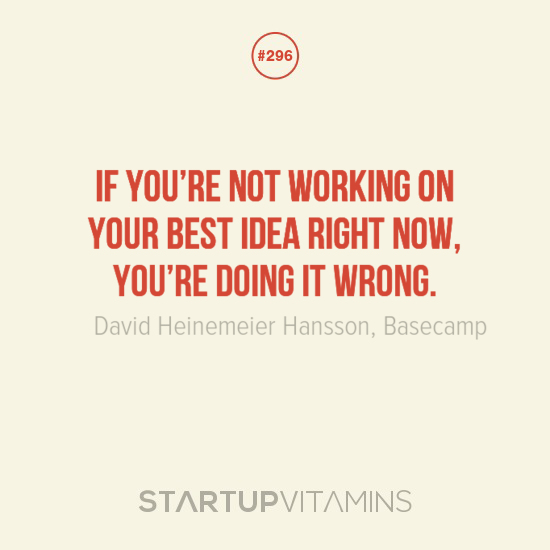 #296
IF YOU’RE NOT WORKING ON
YOUR BEST IDEA RIGHT NOW,
YOU’RE DOING IT WRONG.
David Heinemeier Hansson, Basecamp
STARTUPVITAMINS